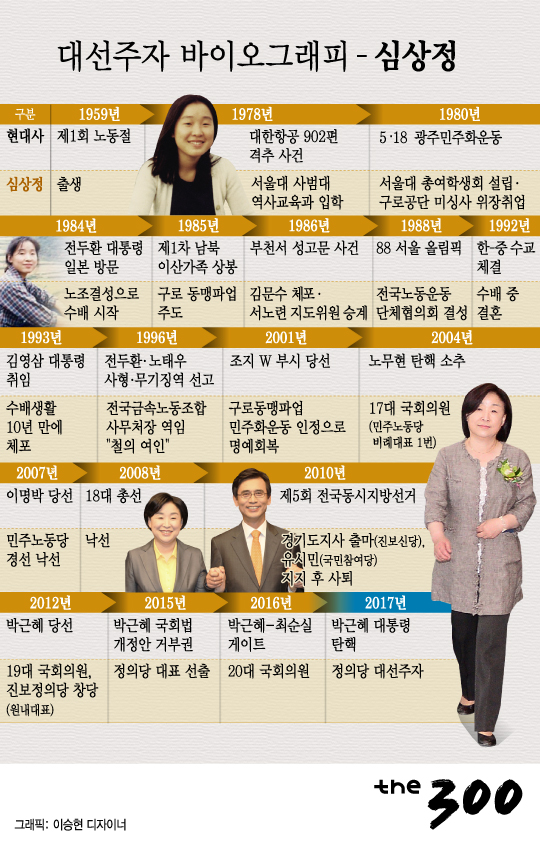 대선주자 바이오그래피 - 심상정
구분 1959년 1978년 1980년
현대사 제1회 노동절 대한항공 902편 5·18 광주민주화운동
격추 사건
심상정 출생 서울대 사범대 서울대 총여학생회 설립·
역사교육과 입학 구로공단 미싱사 위장취업
1984년 1985년 1986년 1988년 1992년
전두환 대통령 제1차 남북 부천서 성고문 사건 88 서울 올림픽 한-중 수교
일본 방문 이산가족 상봉 체결
노조결성으로 구로 동맹파업 김문수 체포· 전국노동운동 수배 중
수배 시작 주도 서노련 지도위원 승계 단체협의회 결성 결혼
1993년 1996년 2001년 2004년
김영삼 대통령 전두환·노태우 조지 W 부시 당선 노무현 탄핵 소추
취임 사형·무기징역 선고
수배생활 전국금속노동조합 구로동맹파업 17대 국회의원
10년 만에 사무처장 역임 민주화운동 인정으로 (민주노동당
체포 "철의 여인" 명예회복 비례대표 1번)
2007년 2008년 2010년
이명박 당선 18대 총선 제5회 전국동시지방선거
민주노동당 낙선 경기도지사 출마(진보신당),
경선 낙선 유시민(국민참여당)
지지 후 사퇴
2012년 2015년 2016년 2017년
박근혜 당선 박근혜 국회법 박근혜-최순실 박근혜 대통령
개정안 거부권 게이트 탄핵
19대 국회의원, 정의당 대표 선출 20대 국회의원 정의당 대선주자
진보정의당 창당
(원내대표)
the 300
그래픽: 이승현 디자이너